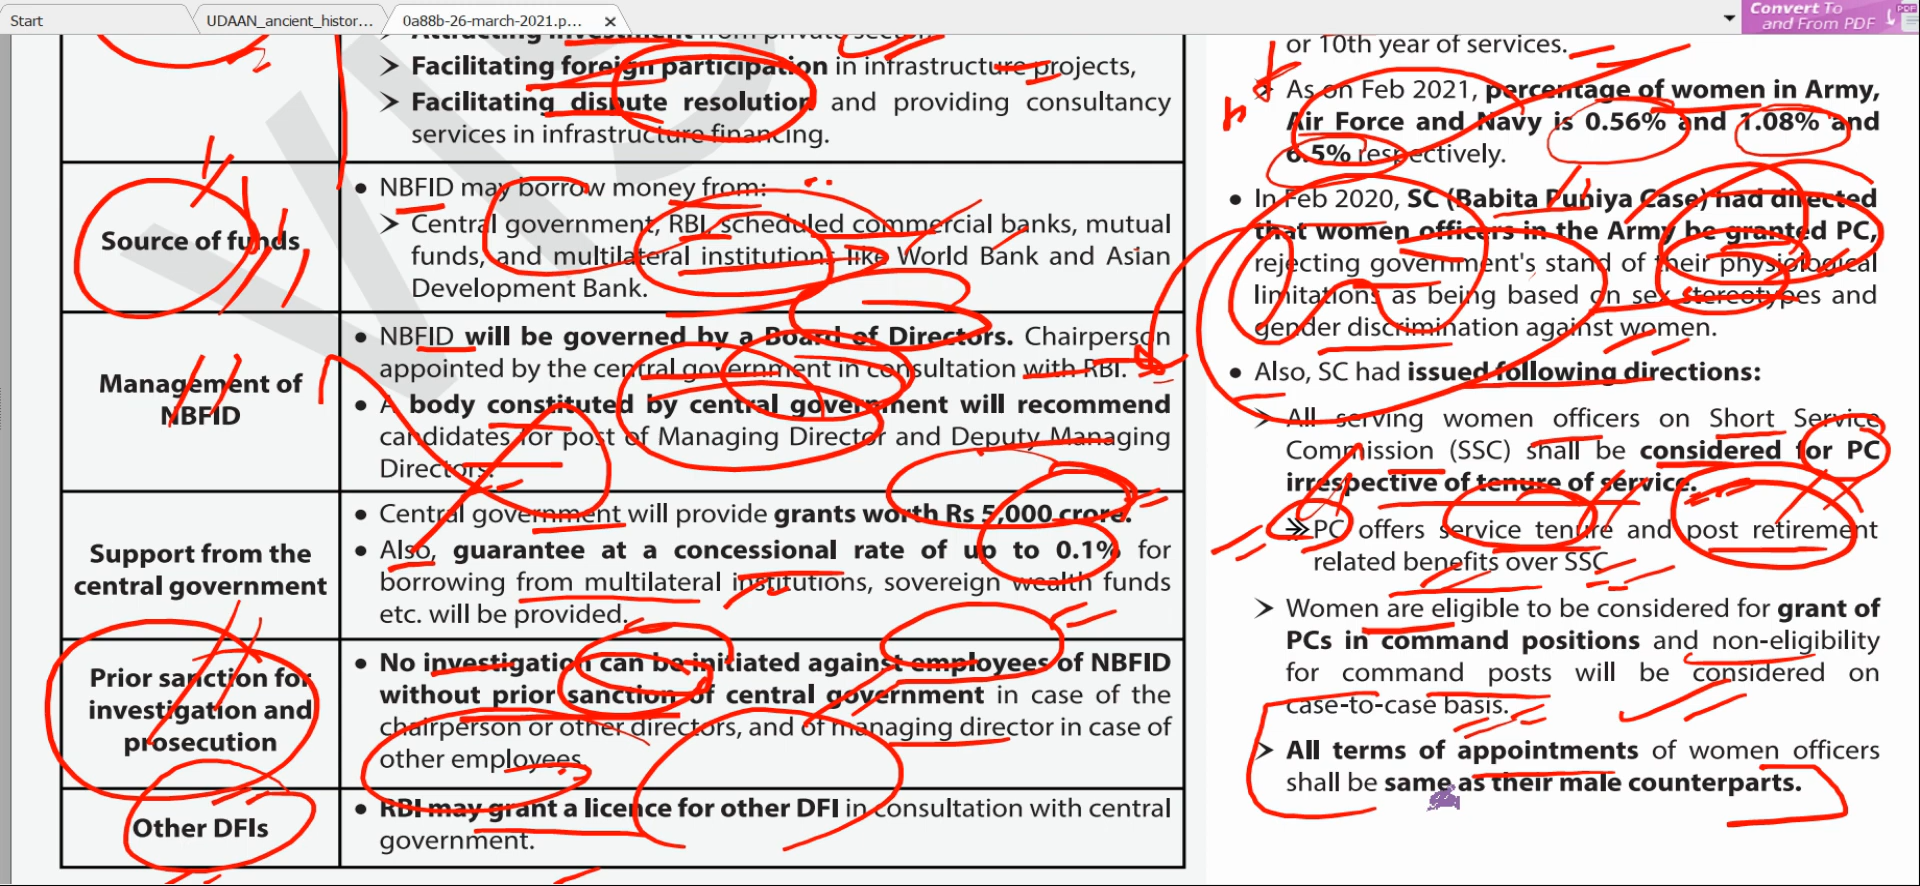 Start
UDAAN_ancient_histor...
0a88b-26-march-2021.p...
Convert To
and From PDF
PDF
Attracting investment from private sector
➤ Facilitating foreign participation in infrastructure projects,
➤ Facilitating dispute resolution and providing consultancy
services in infrastructure financing.
Source of funds
• NBFID may borrow money from:
➤ Central government, RBI, scheduled commercial banks, mutual
funds, and multilateral institutions like World Bank and Asian
Development Bank.
Management of
NBFID
• NBFID will be governed by a Board of Directors. Chairperson
appointed by the central government in consultation with RBI.
• A body constituted by central government will recommend
candidates for post of Managing Director and Deputy Managing
Directors.
Support from the
central government
• Central government will provide grants worth Rs 5,000 crore.
• Also, guarantee at a concessional rate of up to 0.1% for
borrowing from multilateral institutions, sovereign wealth funds
etc. will be provided.
Prior sanction for
investigation and
prosecution
• No investigation can be initiated against employees of NBFID
without prior sanction of central government in case of the
chairperson or other directors, and of managing director in case of
other employees.
Other DFIs
• RBI may grant a licence for other DFI in consultation with central
government.
or 10th year of services.
➤ As on Feb 2021, percentage of women in Army,
Air Force and Navy is 0.56% and 1.08% and
6.5% respectively.
• In Feb 2020, SC (Babita Puniya Case) had directed
that women officers in the Army be granted PC,
rejecting government's stand of their physiological
limitations as being based on sex stereotypes and
gender discrimination against women.
• Also, SC had issued following directions:
➤ All serving women officers on Short Service
Commission (SSC) shall be considered for PC
irrespective of tenure of service.
PC offers service tenure and post retirement
related benefits over SSC
➤ Women are eligible to be considered for grant of
PCs in command positions and non-eligibility
for command posts will be considered on
case-to-case basis.
➤ All terms of appointments of women officers
shall be same as their male counterparts.